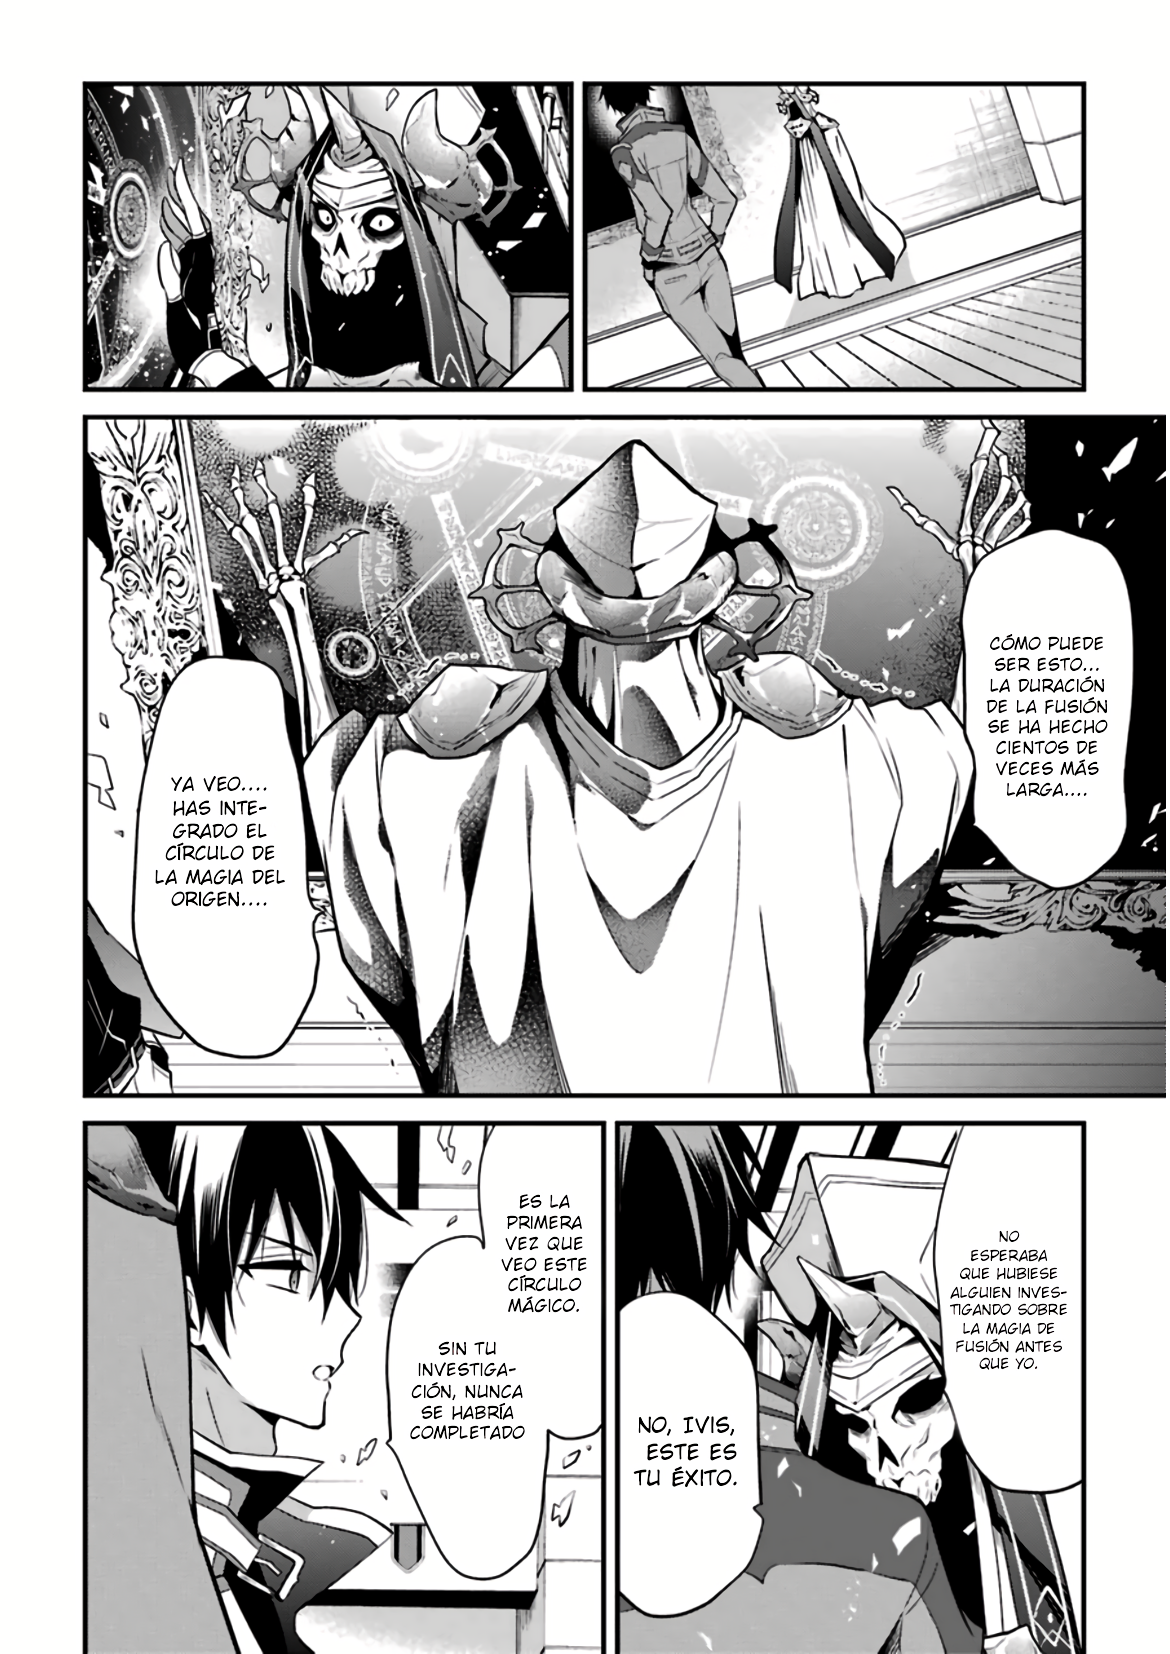 CÓMO PUEDE
SER ESTO...
LA DURACIÓN
DE LA FUSIÓN
SE HA HECHO
CIENTOS DE
VECES MÁS
LARGA....
YA VEO....
HAS INTE-
GRADO EL
CÍRCULO DE
LA MAGIA DEL
ORIGEN....
NO
ESPERABA
QUE HUBIESE
ALGUIEN INVES-
TIGANDO SOBRE
LA MAGIA DE
FUSIÓN ANTES
QUE YO.
NO, IVIS,
ESTE ES
TU ÉXITO.
ES LA
PRIMERA
VEZ QUE
VEO ESTE
CÍRCULO
MÁGICO.
SIN TU
INVESTIGA-
CIÓN, NUNCA
SE HABRÍA
COMPLETADO